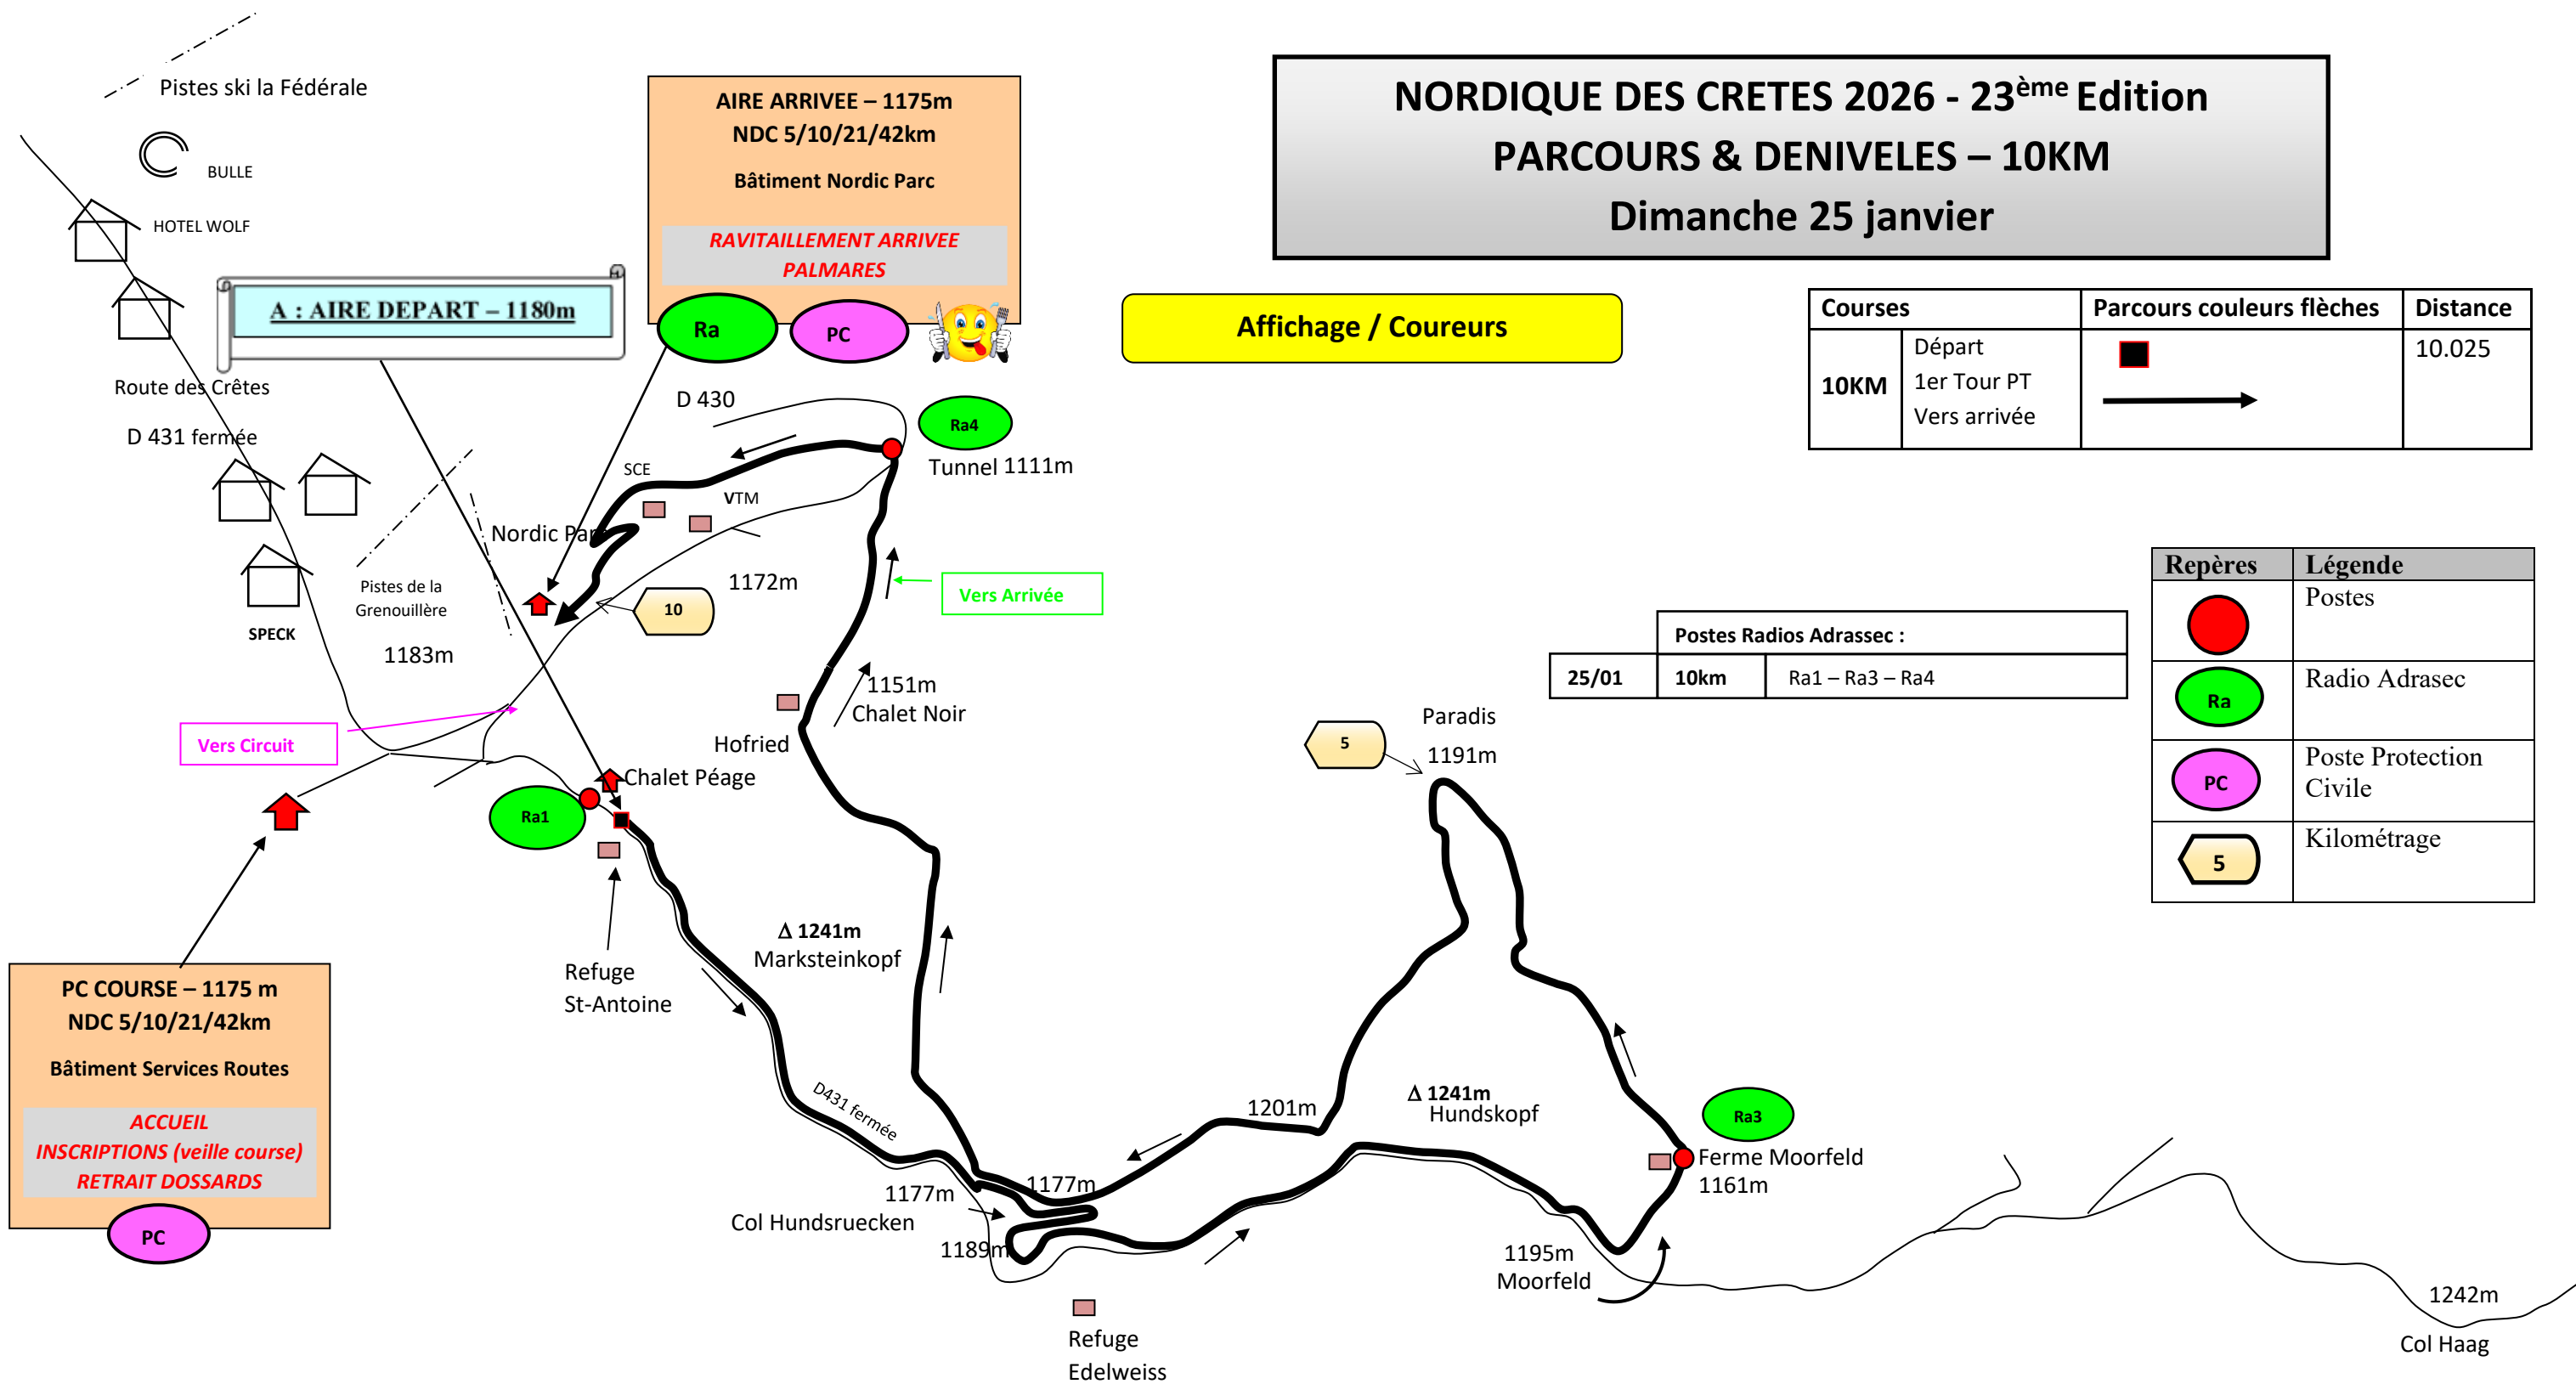 Pistes ski la Fédérale
BULLE
HOTEL WOLF
AIRE ARRIVEE – 1175m
NDC 5/10/21/42km
Bâtiment Nordic Parc
RAVITAILLEMENT ARRIVEE
PALMARES
Ra
PC
NORDIQUE DES CRETES 2026 - 23ème Edition
PARCOURS & DENIVELES – 10KM
Dimanche 25 janvier
A : AIRE DEPART – 1180m
Affichage / Coureurs
Courses
Parcours couleurs flèches
Distance
10KM
Départ
1er Tour PT
Vers arrivée
10.025
Route des Crêtes
D 431 fermée
D 430
Ra4
Tunnel 1111m
SCE
VTM
Nordic Parc
1172m
Pistes de la
Grenouillère
SPECK
1183m
10
Vers Arrivée
Repères
Légende
Postes
Ra
Radio Adrasec
PC
Poste Protection
Civile
5
Kilométrage
Postes Radios Adrassec :
25/01
10km
Ra1 – Ra3 – Ra4
1151m
Chalet Noir
Hofried
Vers Circuit
Chalet Péage
Ra1
5
Paradis
1191m
Δ 1241m
Marksteinkopf
Refuge
St-Antoine
PC COURSE – 1175 m
NDC 5/10/21/42km
Bâtiment Services Routes
ACCUEIL
INSCRIPTIONS (veille course)
RETRAIT DOSSARDS
PC
D431 fermée
1201m
Δ 1241m
Hundskopf
Ra3
Ferme Moorfeld
1161m
1177m
1177m
Col Hundsruecken
1189m
1195m
Moorfeld
Refuge
Edelweiss
1242m
Col Haag